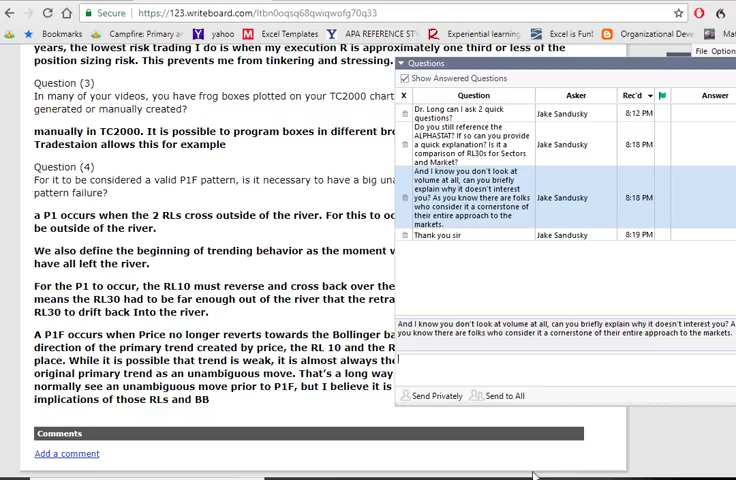 Secure
https://123.writeboard.com/ltbn0oqsq68qwiqwofg70q33
Apps
Campfire: Primary a
yahoo
Excel Templates
APA REFERENCE STY
Experiential learning
Excel is Fun!
Organizational Deve
Mata
File Option
years, the lowest risk trading I do is when my execution R is approximately one third or less of the
position sizing risk. This prevents me from tinkering and stressing.
Question (3)
In many of your videos, you have frog boxes plotted on your TC2000 chart
generated or manually created?
manually in TC2000. It is possible to program boxes in different bro
Tradestaion allows this for example
Question (4)
For it to be considered a valid P1F pattern, is it necessary to have a big una
pattern failure?
a P1 occurs when the 2 RLs cross outside of the river. For this to oc
be outside of the river.
We also define the beginning of trending behavior as the moment w
have all left the river.
For the P1 to occur, the RL10 must reverse and cross back over the
means the RL30 had to be far enough out of the river that the retra
RL30 to drift back Into the river.
A P1F occurs when Price no longer reverts towards the Bollinger ba
direction of the primary trend created by price, the RL 10 and the R
place. While it is possible that trend is weak, it is almost always the
original primary trend as an unambiguous move. That's a long way
normally see an unambiguous move prior to P1F, but I believe it is
implications of those RLs and BB
Comments
Add a comment
Questions
Show Answered Questions
X Question Asker Rec'd Answer
Dr. Long can I ask 2 quick
questions?
Jake Sandusky 8:12 PM
Do you still reference the
ALPHASTAT? If so can you provide
a quick explanation? Is it a
comparison of RL30s for Sectors
and Market?
Jake Sandusky 8:18 PM
And I know you don't look at
volume at all, can you briefly
explain why it doesn't interest
you? As you know there are folks
who consider it a cornerstone of
their entire approach to the
markets.
Jake Sandusky 8:18 PM
Thank you sir Jake Sandusky 8:19 PM
And I know you don't look at volume at all, can you briefly explain why it doesn't interest you? A
you know there are folks who consider it a cornerstone of their entire approach to the markets.
Send Privately
Send to All